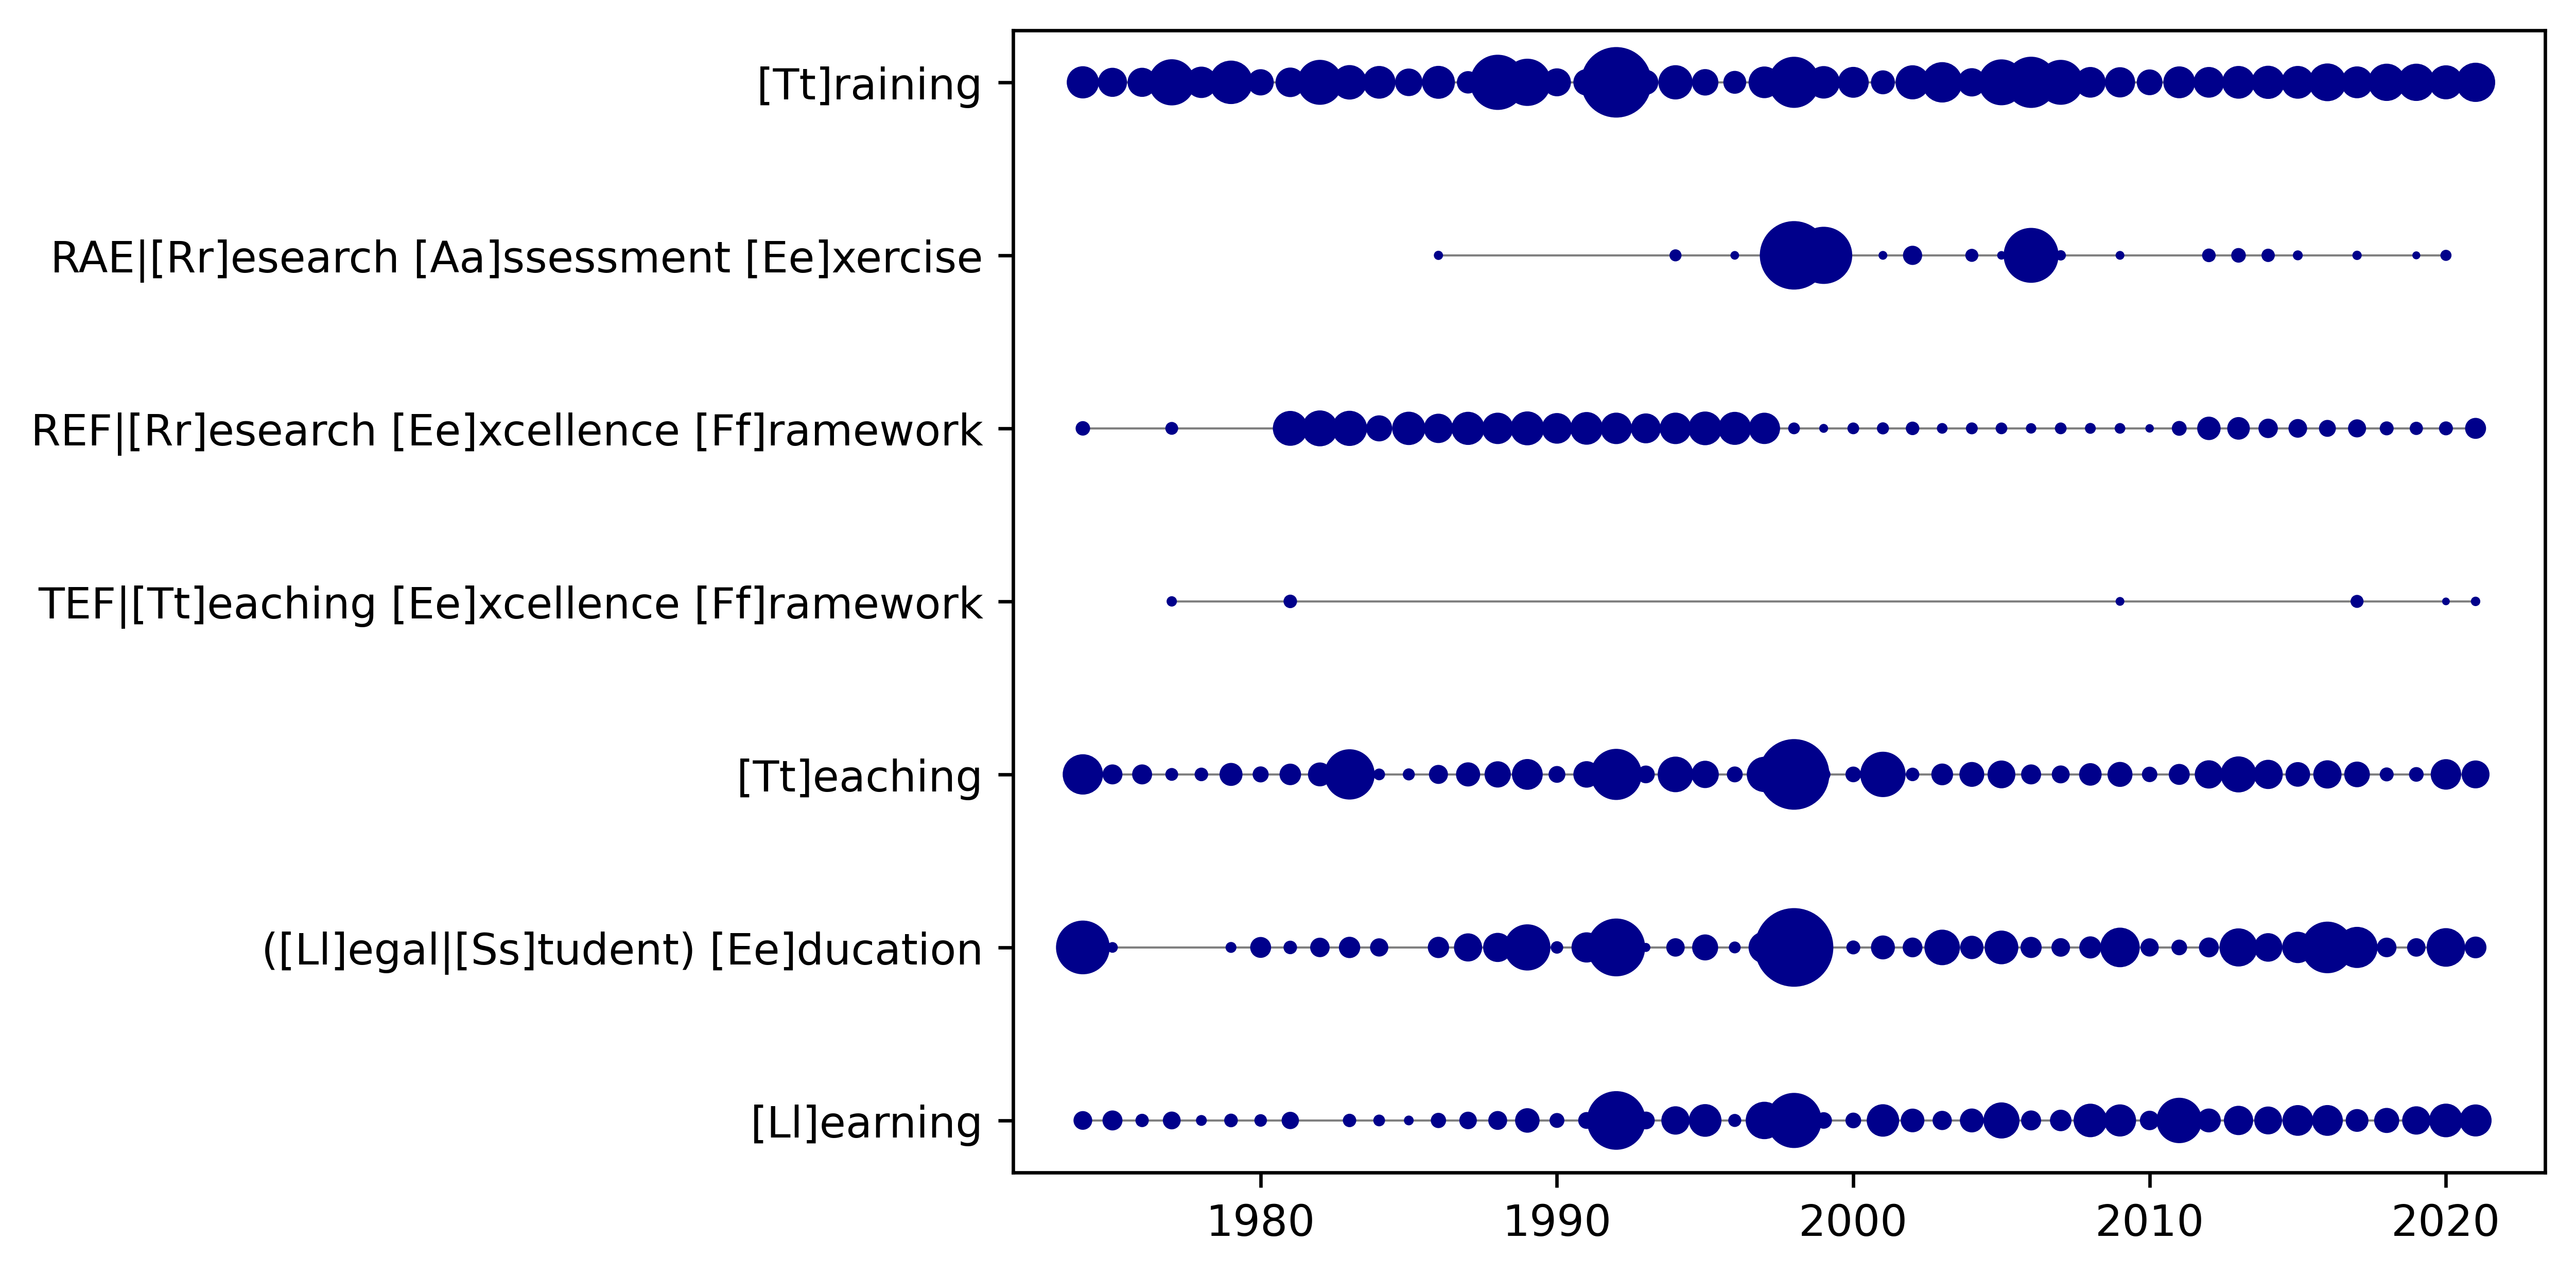 [Tt]raining
RAE|[Rr]esearch [Aa]ssessment [Ee]xercise
REF|[Rr]esearch [Ee]xcellence [Ff]ramework
TEF|[Tt]eaching [Ee]xcellence [Ff]ramework
[Tt]eaching
([Ll]egal|[Ss]tudent) [Ee]ducation
[Ll]earning
1980 1990 2000 2010 2020